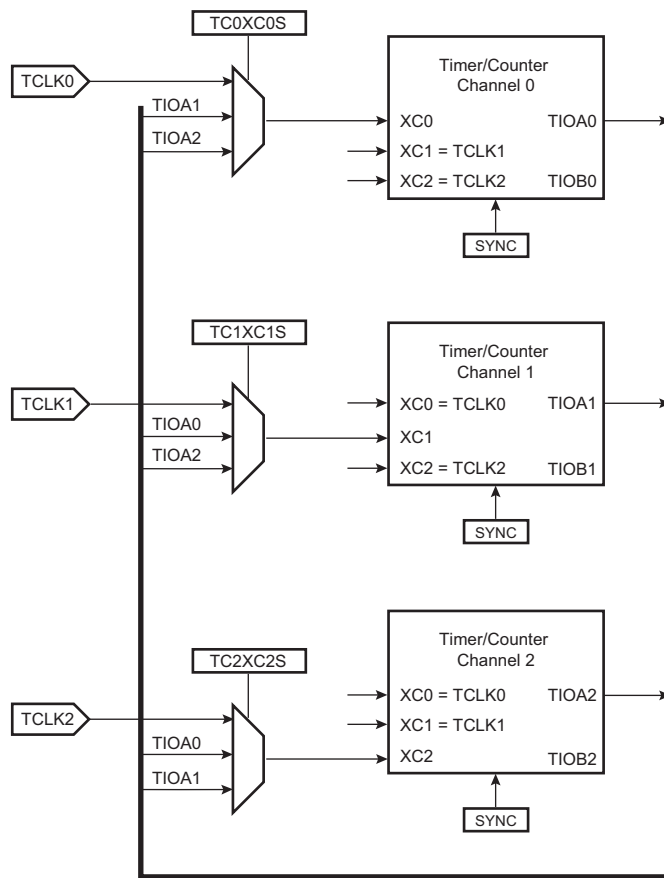 TC0XC0S
TCLK0
TIOA1
TIOA2
Timer/Counter
Channel 0
XC0
TIOA0
XC1 = TCLK1
XC2 = TCLK2
TIOB0
SYNC
TC1XC1S
TCLK1
TIOA0
TIOA2
Timer/Counter
Channel 1
XC0 = TCLK0
TIOA1
XC1
XC2 = TCLK2
TIOB1
SYNC
TC2XC2S
TCLK2
TIOA0
TIOA1
Timer/Counter
Channel 2
XC0 = TCLK0
TIOA2
XC1 = TCLK1
XC2
TIOB2
SYNC